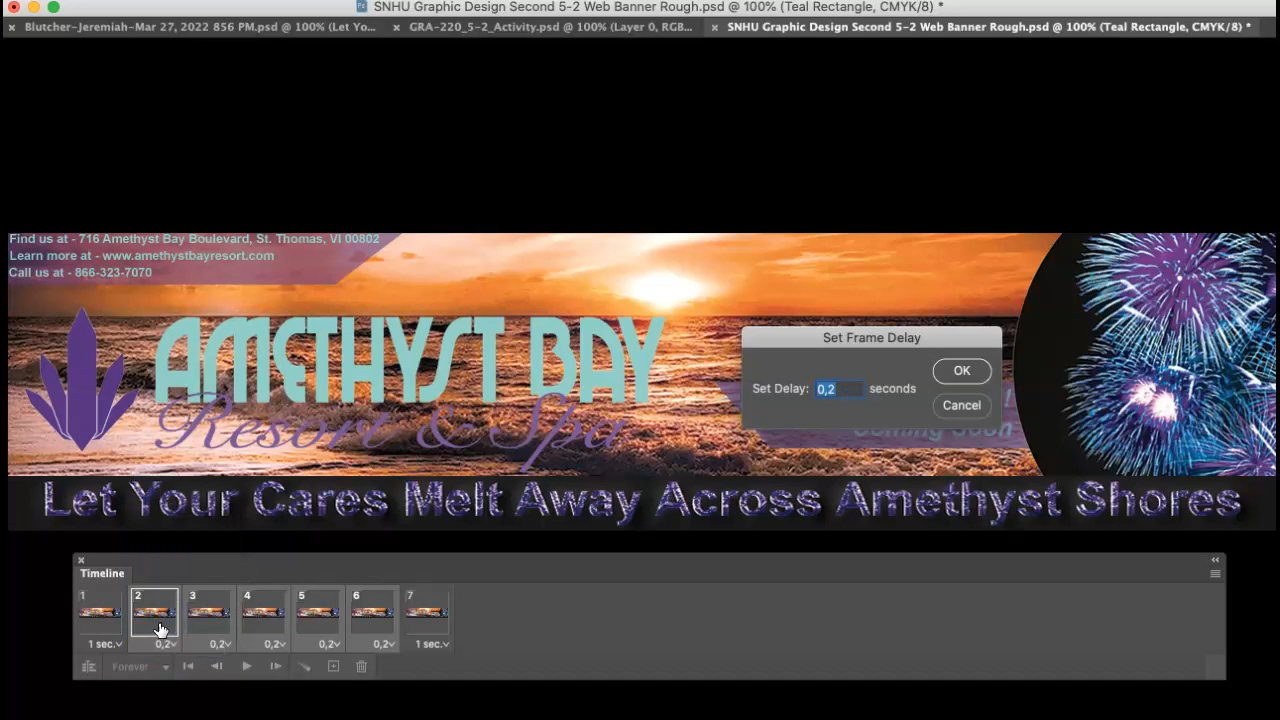 SNHU Graphic Design Second 5-2 Web Banner Rough.psd @ 100% (Teal Rectangle, CMYK/8) *
Blutcher-Jeremiah-Mar 27, 2022 856 PM.psd @ 100% (Let Yo...
GRA-220_5-2_Activity.psd @ 100% (Layer 0, RGB...
SNHU Graphic Design Second 5-2 Web Banner Rough.psd @ 100% (Teal Rectangle, CMYK/8) *
Find us at - 716 Amethyst Bay Boulevard, St. Thomas, VI 00802
Learn more at - www.amethystbayresort.com
Call us at - 866-323-7070
AMETHYST BAY
Resort & Spa
Set Frame Delay
Set Delay: 0,2 seconds
OK
Cancel
Coming Soon
Let Your Cares Melt Away Across Amethyst Shores
Timeline
1 2 3 4 5 6 7
1 sec. 0,2 0,2 0,2 0,2 0,2 1 sec.
Forever